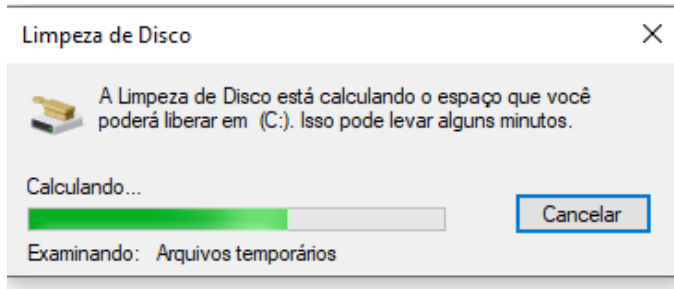 Limpeza de Disco
A Limpeza de Disco está calculando o espaço que você
poderá liberar em  (C:). Isso pode levar alguns minutos.
Calculando...
Cancelar
Examinando:   Arquivos temporários